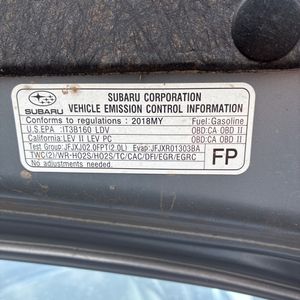 SUBARU
SUBARU CORPORATION
VEHICLE EMISSION CONTROL INFORMATION
Conforms to regulations : 2018MY Fuel:Gasoline
U.S.EPA :IT3B160 LDV OBD:CA OBD II
California:LEV II LEV PC OBD:CA OBD II
Test Group:JFJXJ02.0FPT(2.0L) Evap:JFJXR01303BA
TWC(2)/WR-HO2S/HO2S/TC/CAC/DFI/EGR/EGRC
No adjustments needed.
FP